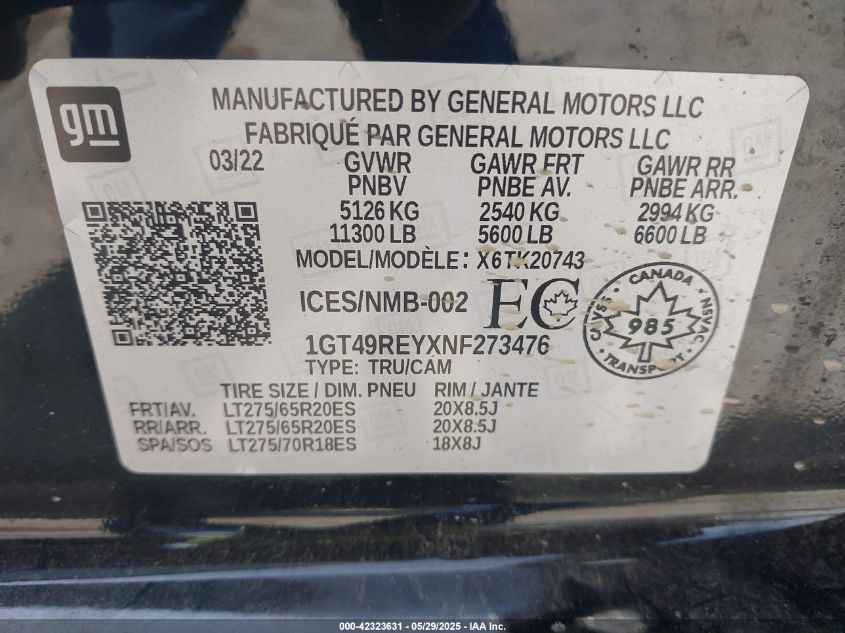 gm
MANUFACTURED BY GENERAL MOTORS LLC
FABRIQUÉ PAR GENERAL MOTORS LLC
03/22 GVWR GAWR FRT GAWR RR
PNBV PNBE AV. PNBE ARR.
5126 KG 2540 KG 2994 KG
11300 LB 5600 LB 6600 LB
MODEL/MODÈLE: X6TK20743
ICES/NMB-002 EC
CANADA
NSVAC
985
CAVSS
TRANSPORT
1GT49REYXNF273476
TYPE: TRU/CAM
TIRE SIZE / DIM. PNEU RIM / JANTE
FRT/AV. LT275/65R20ES 20X8.5J
RR/ARR. LT275/65R20ES 20X8.5J
SPA/SOS LT275/70R18ES 18X8J
000-42323631 - 05/29/2025 - IAA Inc.